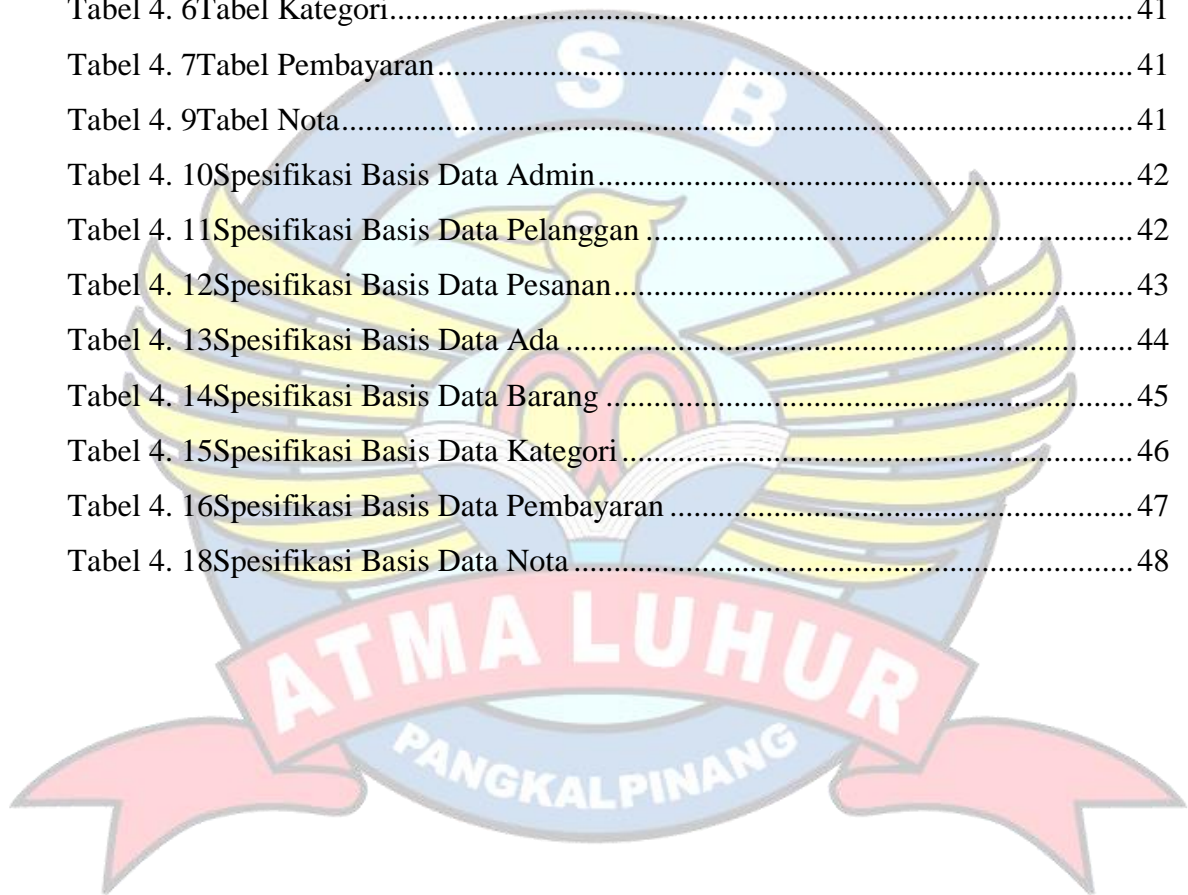 Tabel 4. 6Tabel Kategori.......................................................................................... 41
Tabel 4. 7Tabel Pembayaran.................................................................................... 41
Tabel 4. 9Tabel Nota................................................................................................ 41
Tabel 4. 10Spesifikasi Basis Data Admin................................................................ 42
Tabel 4. 11Spesifikasi Basis Data Pelanggan .......................................................... 42
Tabel 4. 12Spesifikasi Basis Data Pesanan.............................................................. 43
Tabel 4. 13Spesifikasi Basis Data Ada .................................................................... 44
Tabel 4. 14Spesifikasi Basis Data Barang ............................................................... 45
Tabel 4. 15Spesifikasi Basis Data Kategori............................................................. 46
Tabel 4. 16Spesifikasi Basis Data Pembayaran ....................................................... 47
Tabel 4. 18Spesifikasi Basis Data Nota................................................................... 48
I S B
ATMA LUHUR
PANGKALPINANG